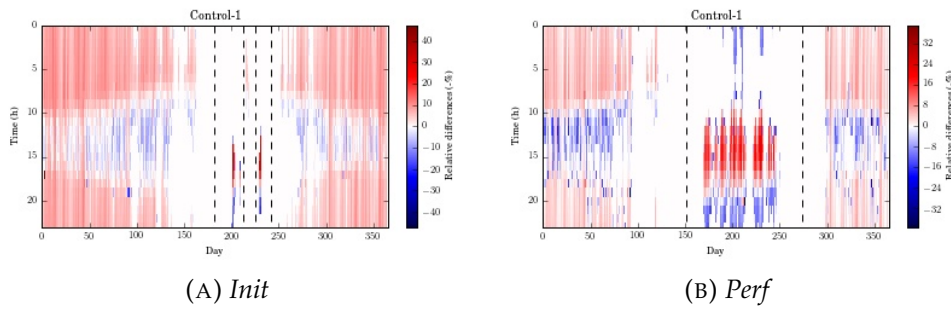 Control-1
Control-1
0
5
10
15
20
Time (h)
0 50 100 150 200 250 300 350
Day
40
30
20
10
0
−10
−20
−30
−40
Relative differences (-%)
0
5
10
15
20
Time (h)
0 50 100 150 200 250 300 350
Day
32
24
16
8
0
−8
−16
−24
−32
Relative differences (-%)
(A) Init
(B) Perf